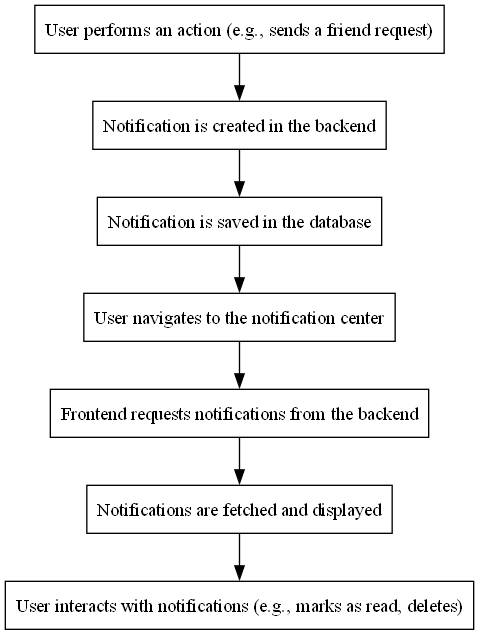 User performs an action (e.g., sends a friend request)
Notification is created in the backend
Notification is saved in the database
User navigates to the notification center
Frontend requests notifications from the backend
Notifications are fetched and displayed
User interacts with notifications (e.g., marks as read, deletes)